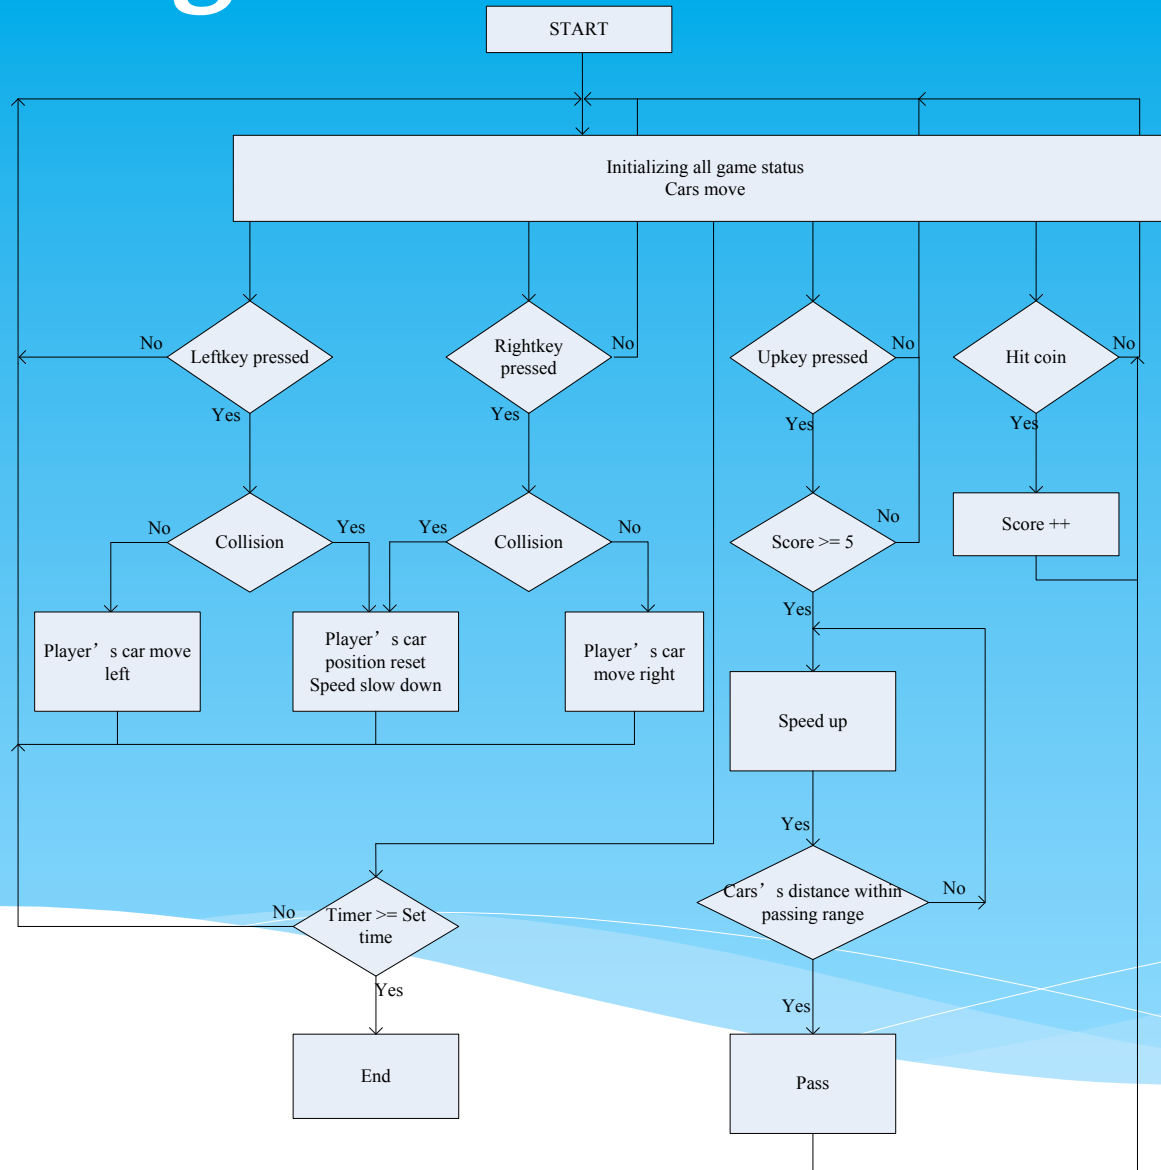 START
Initializing all game status
Cars move
No
Leftkey pressed
Rightkey
pressed
No
Upkey pressed
No
Hit coin
No
Yes
Yes
Yes
Yes
No
Collision
Yes
Yes
Collision
No
Score >= 5
No
Score ++
Yes
Player’s car move
left
Player’s car
position reset
Speed slow down
Player’s car
move right
Speed up
Yes
Cars’s distance within
passing range
No
No
Timer >= Set
time
Yes
Yes
End
Pass